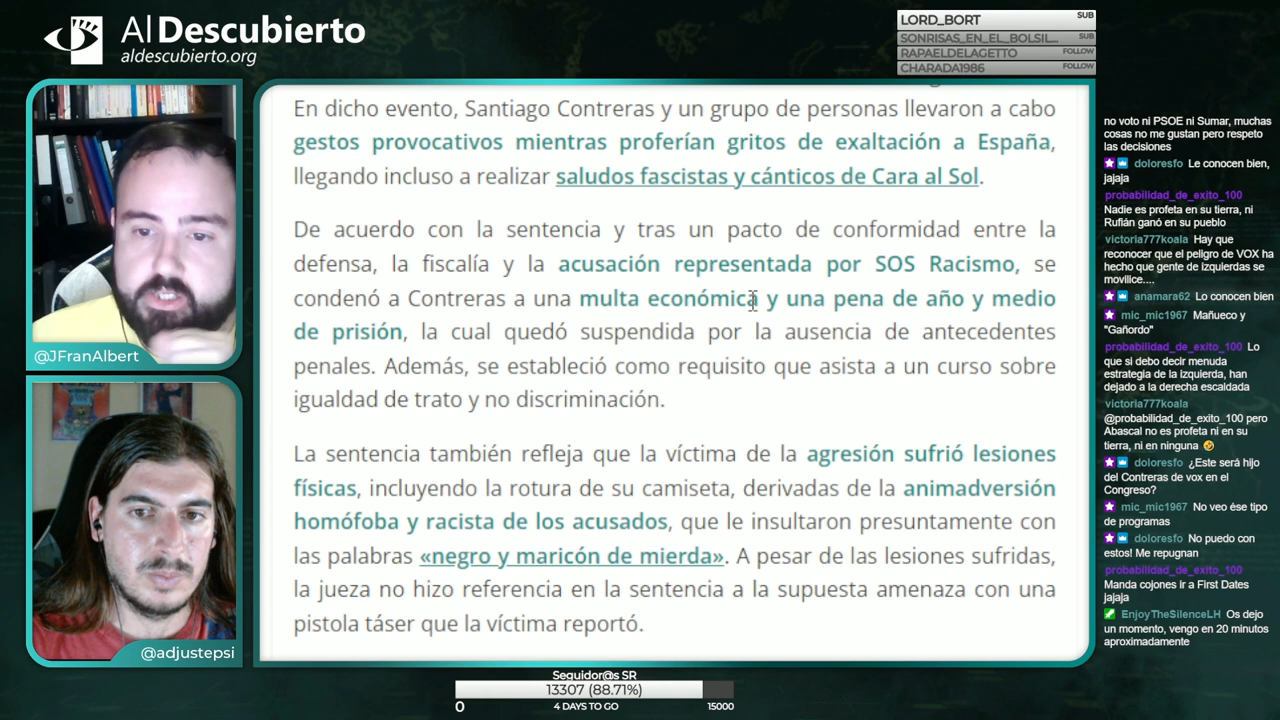 Al Descubierto
aldescubierto.org
LORD_BORT SUB
SONRISAS_EN_EL_BOLSIL... SUB
RAPAELDELAGETTO FOLLOW
CHARADA1986 FOLLOW
@JFranAlbert
@adjustepsi
En dicho evento, Santiago Contreras y un grupo de personas llevaron a cabo
gestos provocativos mientras proferían gritos de exaltación a España,
llegando incluso a realizar saludos fascistas y cánticos de Cara al Sol.
De acuerdo con la sentencia y tras un pacto de conformidad entre la
defensa, la fiscalía y la acusación representada por SOS Racismo, se
condenó a Contreras a una multa económica y una pena de año y medio
de prisión, la cual quedó suspendida por la ausencia de antecedentes
penales. Además, se estableció como requisito que asista a un curso sobre
igualdad de trato y no discriminación.
La sentencia también refleja que la víctima de la agresión sufrió lesiones
físicas, incluyendo la rotura de su camiseta, derivadas de la animadversión
homófoba y racista de los acusados, que le insultaron presuntamente con
las palabras «negro y maricón de mierda». A pesar de las lesiones sufridas,
la jueza no hizo referencia en la sentencia a la supuesta amenaza con una
pistola táser que la víctima reportó.
no voto ni PSOE ni Sumar, muchas
cosas no me gustan pero respeto
las decisiones
doloresfo Le conocen bien,
jajaja
probabilidad_de_exito_100
Nadie es profeta en su tierra, ni
Rufián ganó en su pueblo
victoria777koala Hay que
reconocer que el peligro de VOX ha
hecho que gente de izquierdas se
movilice....
anamara62 Lo conocen bien
mic_mic1967 Mañueco y
"Gañordo"
probabilidad_de_exito_100 Lo
que si debo decir menuda
estrategia de la izquierda, han
dejado a la derecha escaldada
victoria777koala
@probabilidad_de_exito_100 pero
Abascal no es profeta ni en su
tierra, ni en ninguna 🤣
doloresfo ¿Este será hijo
del Contreras de vox en el
Congreso?
mic_mic1967 No veo ése tipo
de programas
doloresfo No puedo con
estos! Me repugnan
probabilidad_de_exito_100
Manda cojones ir a First Dates
jajaja
EnjoyTheSilenceLH Os dejo
un momento, vengo en 20 minutos
aproximadamente
Seguidor@s SR
13307 (88.71%)
0 4 DAYS TO GO 15000